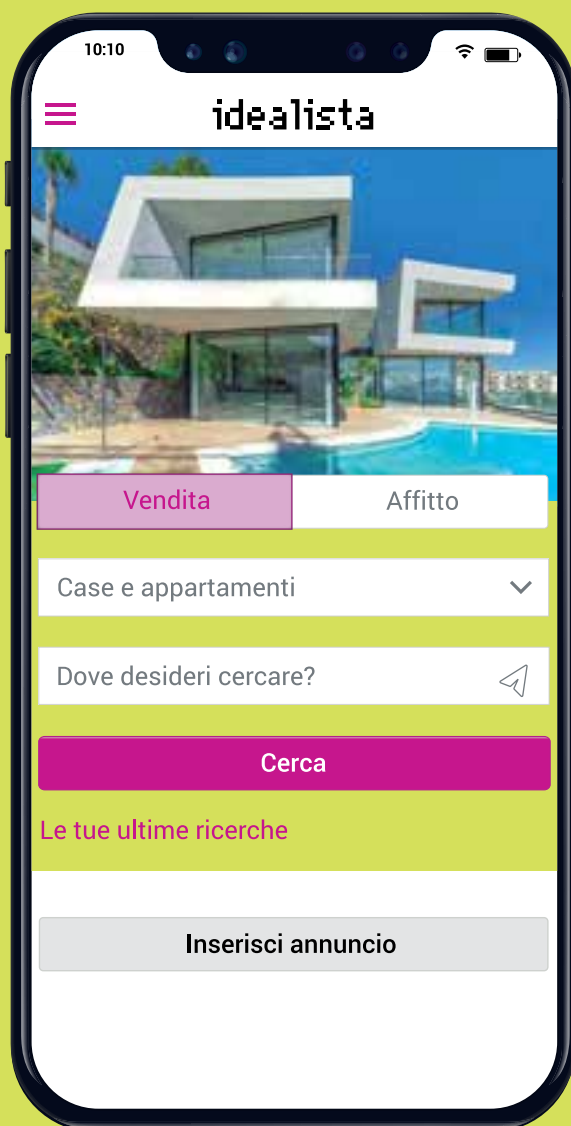 10:10
idealista
Vendita
Affitto
Case e appartamenti
Dove desideri cercare?
Cerca
Le tue ultime ricerche
Inserisci annuncio